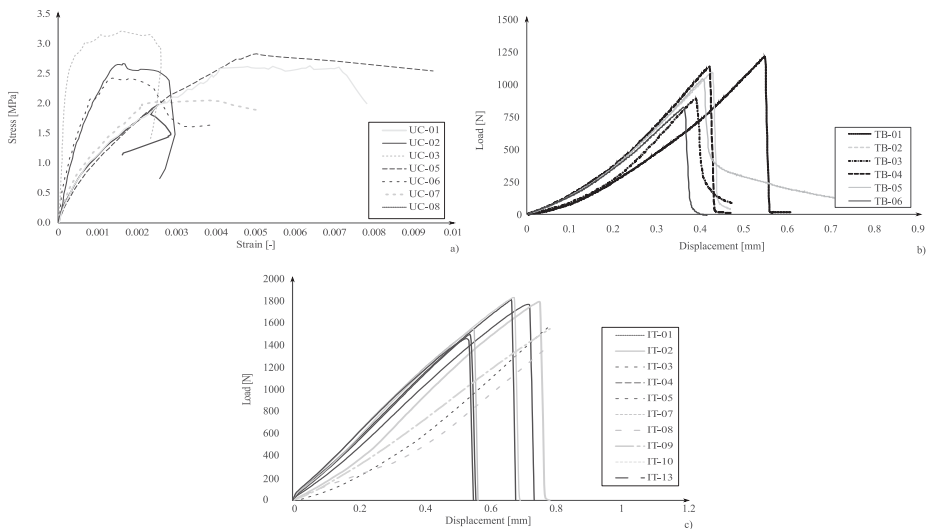 3.5
3.0
2.5
2.0
1.5
1.0
0.5
0.0
Stress [MPa]
0
0.001
0.002
0.003
0.004
0.005
0.006
0.007
0.008
0.009
0.01
Strain [-]
UC-01
UC-02
UC-03
UC-05
UC-06
UC-07
UC-08
a)
1500
1250
1000
750
500
250
0
Load [N]
0
0.1
0.2
0.3
0.4
0.5
0.6
0.7
0.8
0.9
Displacement [mm]
TB-01
TB-02
TB-03
TB-04
TB-05
TB-06
b)
2000
1800
1600
1400
1200
1000
800
600
400
200
0
Load [N]
0
0.2
0.4
0.6
0.8
1.0
1.2
Displacement [mm]
IT-01
IT-02
IT-03
IT-04
IT-05
IT-07
IT-08
IT-09
IT-10
IT-13
c)